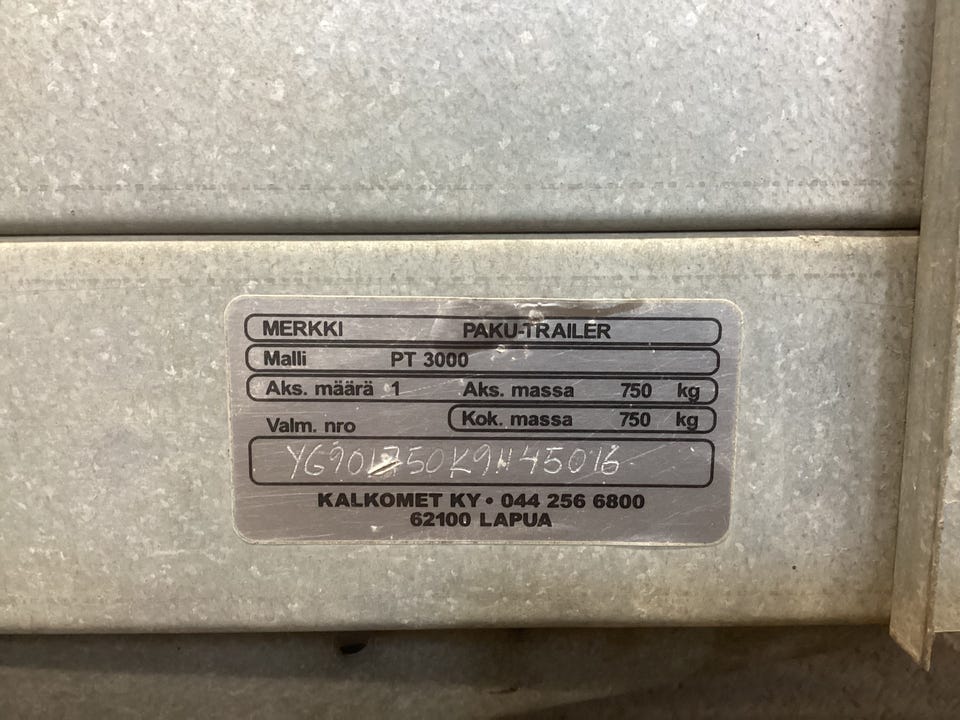 MERKKI PAKU-TRAILER
Malli PT 3000
Aks. määrä 1 Aks. massa 750 kg
Valm. nro Kok. massa 750 kg
KALKOMET KY • 044 256 6800
62100 LAPUA